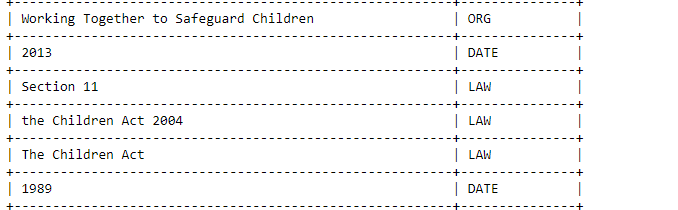 Working Together to Safeguard Children | ORG
2013 | DATE
Section 11 | LAW
the Children Act 2004 | LAW
The Children Act | LAW
1989 | DATE